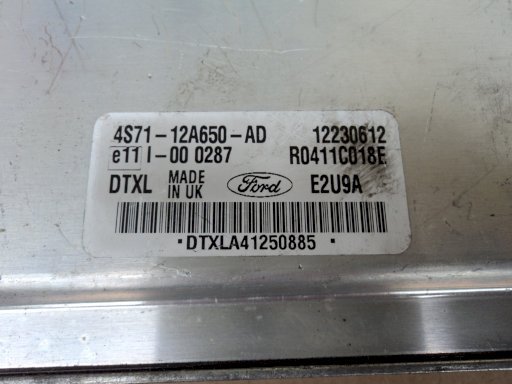 4S71-12A650-AD 12230612
e11 I-00 0287 R0411C018E
DTXL MADE IN UK Ford E2U9A
·DTXLA41250885·